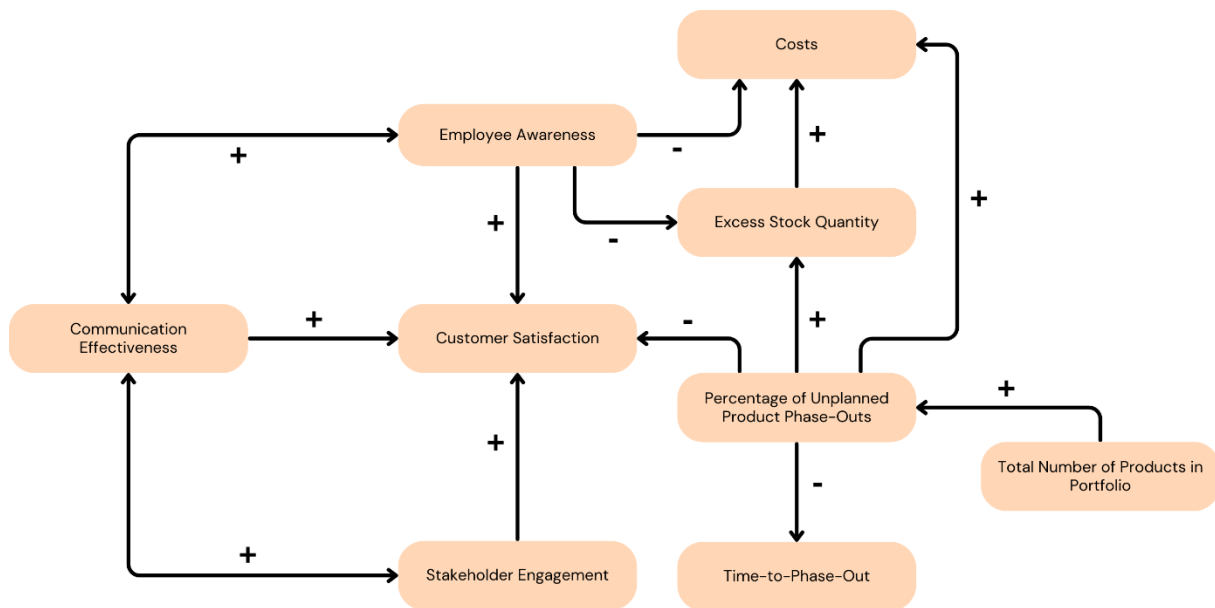 Costs
Employee Awareness
+
-
+
+
+
Excess Stock Quantity
-
Communication
Effectiveness
+
Customer Satisfaction
-
+
Percentage of Unplanned
Product Phase-Outs
+
Total Number of Products in
Portfolio
+
-
+
Stakeholder Engagement
Time-to-Phase-Out